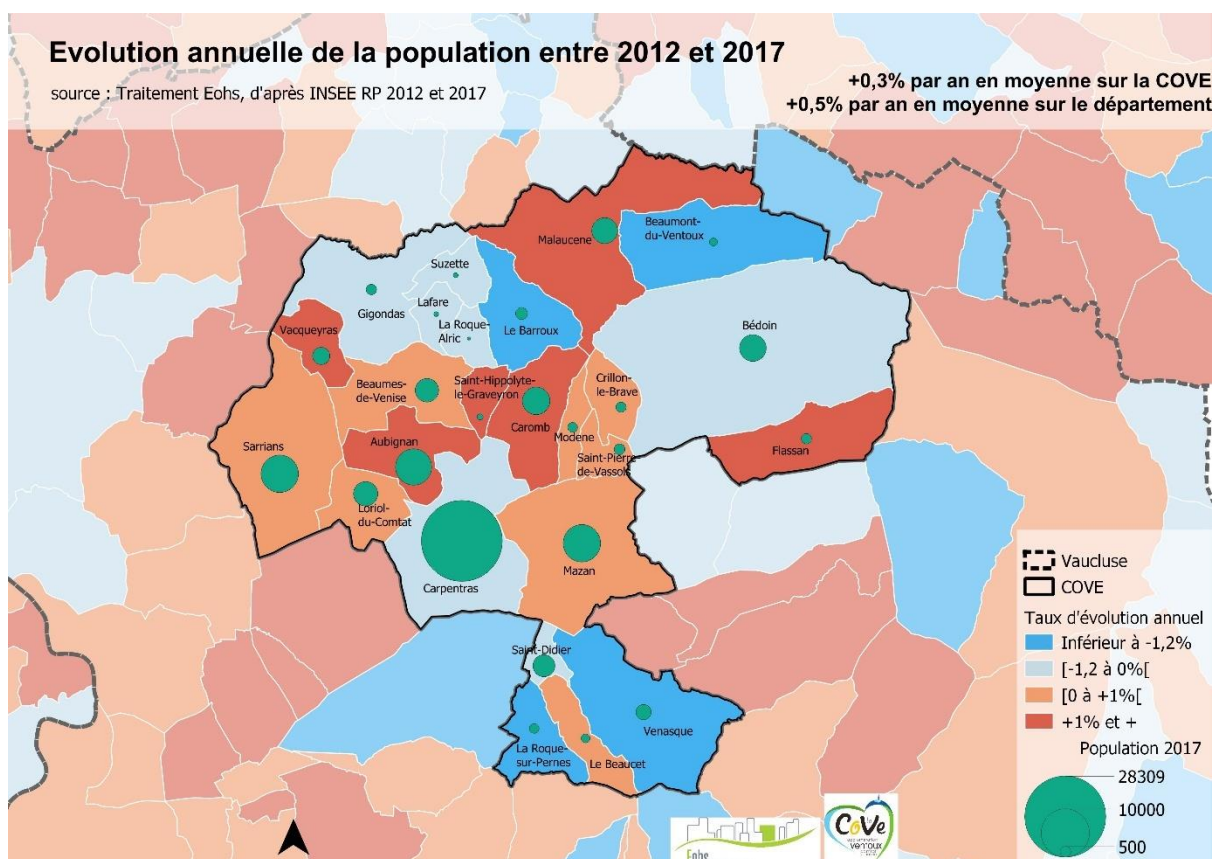 Evolution annuelle de la population entre 2012 et 2017
source : Traitement Eohs, d'après INSEE RP 2012 et 2017
+0,3% par an en moyenne sur la COVE
+0,5% par an en moyenne sur le département
Malaucene
Beaumont-
du-Ventoux
Suzette
Gigondas
Lafare
La Roque-
Alric
Le Barroux
Vacqueyras
Bédoin
Beaumes-
de-Venise
Saint-Hippolyte-
le-Graveyron
Crillon-
le-Brave
Caromb
Modène
Sarrians
Aubignan
Saint-Pierre
de-Vassols
Flassan
Loriol-
du-Comtat
Carpentras
Mazan
Saint-Didier
Venasque
La Roque-
sur-Pernes
Le Beaucet
Vaucluse
COVE
Taux d'évolution annuel
Inférieur à -1,2%
[-1,2 à 0%[
[0 à +1%[
+1% et +
Population 2017
28309
10000
500
Eohs
CoVe
ventoux